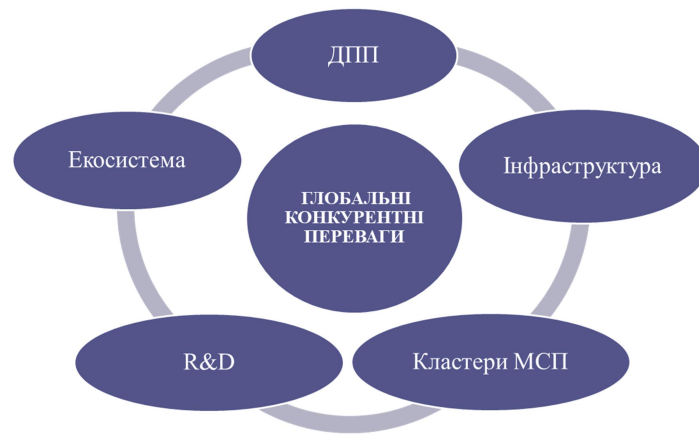 ДПП
Екосистема
Інфраструктура
ГЛОБАЛЬНІ
КОНКУРЕНТНІ
ПЕРЕВАГИ
R&D
Кластери МСП